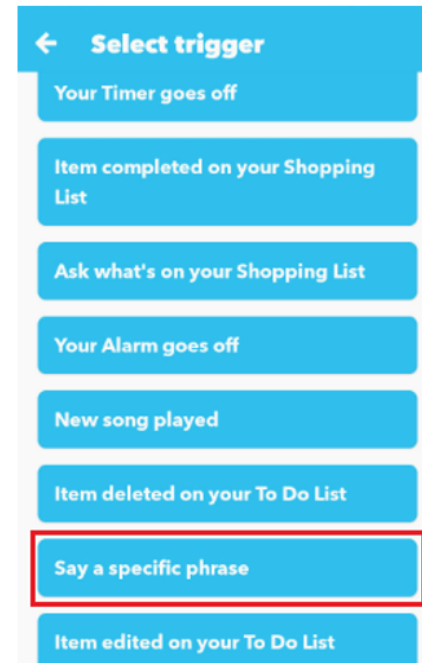 Select trigger
Your Timer goes off
Item completed on your Shopping
List
Ask what's on your Shopping List
Your Alarm goes off
New song played
Item deleted on your To Do List
Say a specific phrase
Item edited on your To Do List